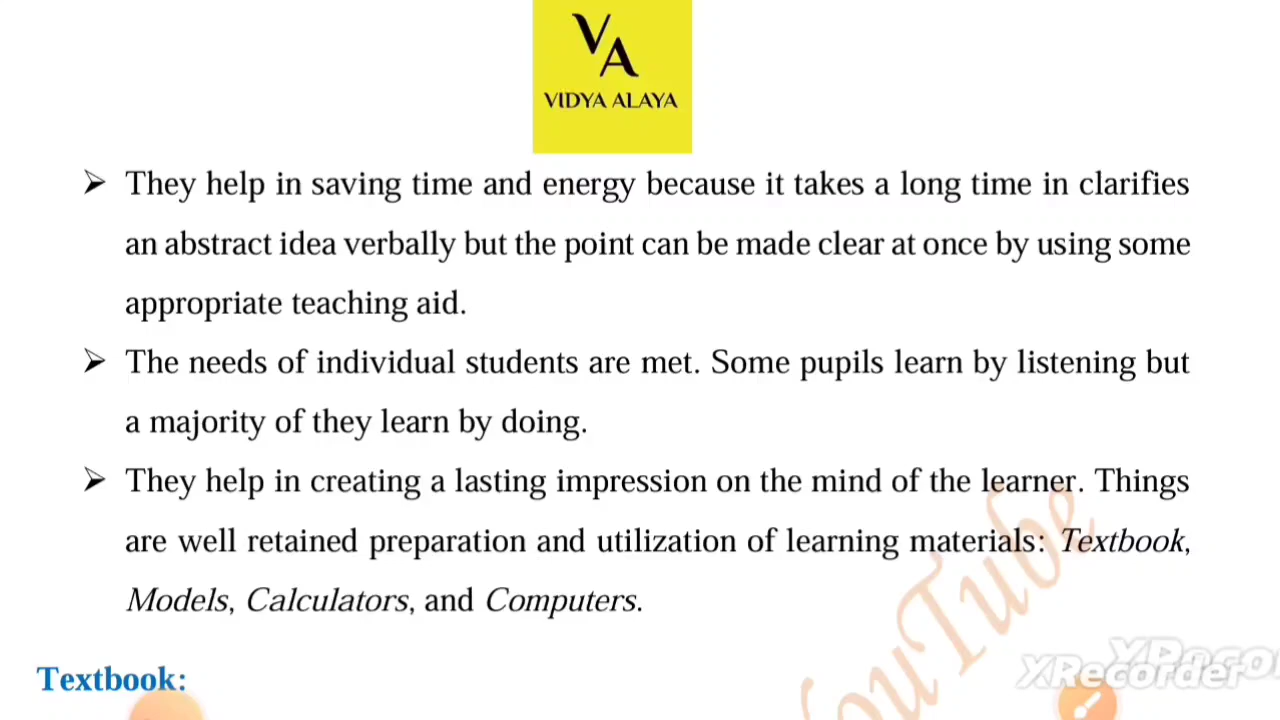 VA
VIDYA ALAYA
➢ They help in saving time and energy because it takes a long time in clarifies
an abstract idea verbally but the point can be made clear at once by using some
appropriate teaching aid.
➢ The needs of individual students are met. Some pupils learn by listening but
a majority of they learn by doing.
➢ They help in creating a lasting impression on the mind of the learner. Things
are well retained preparation and utilization of learning materials: Textbook,
Models, Calculators, and Computers.
YouTube
XRecorder
XRecorder
Textbook: